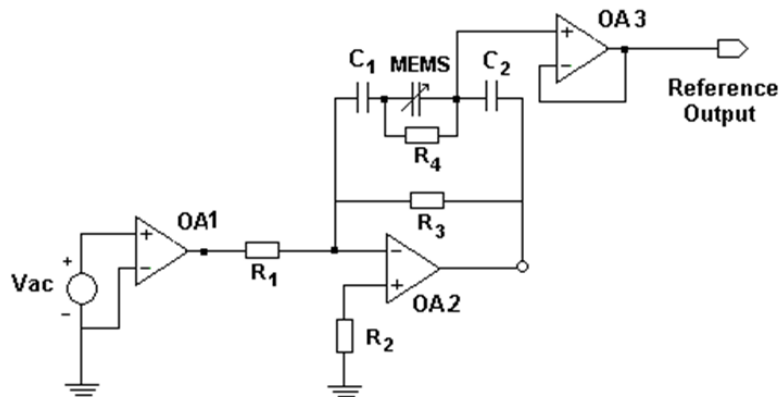 OA3
C1
MEMS
C2
+
−
Reference
Output
R4
OA1
R3
+
−
+
Vac
−
R1
−
+
OA2
R2